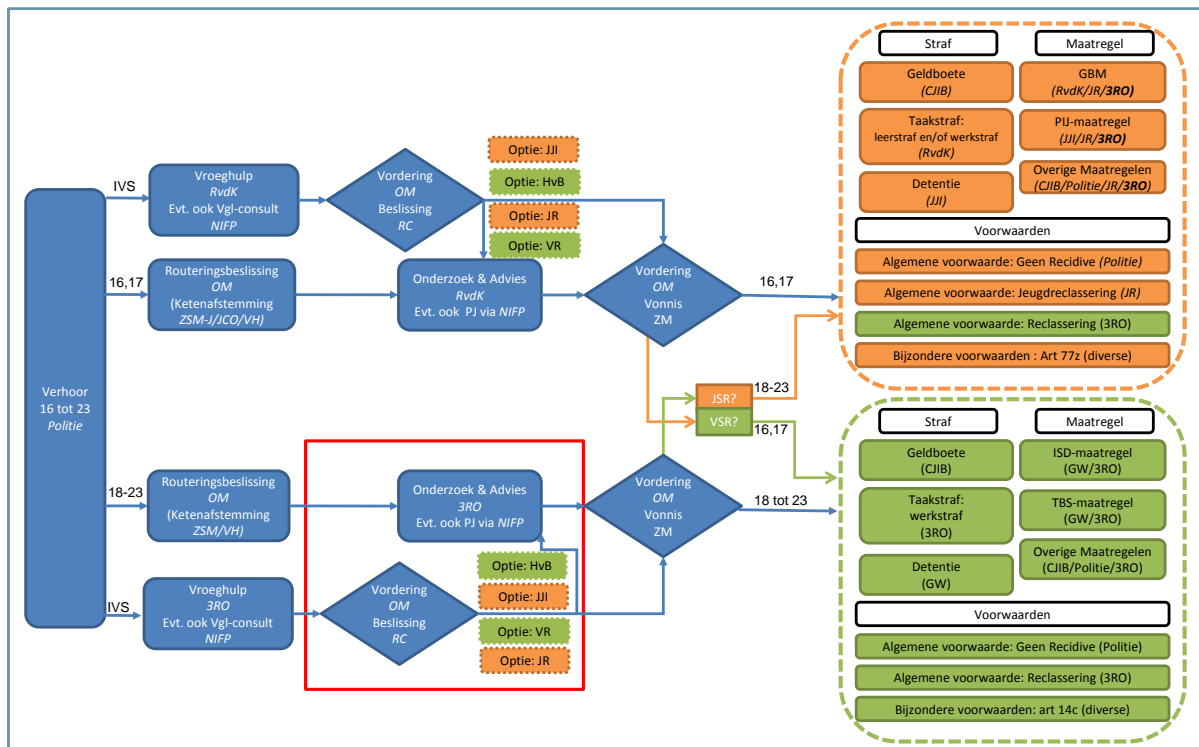 Verhoor
16 tot 23
Politie
IVS
Vroeghulp
RvdK
Evt. ook Vgl-consult
NIFP
Vordering
OM
Beslissing
RC
Optie: JJI
Optie: HvB
Optie: JR
Optie: VR
16,17
Routeringsbeslissing
OM
(Ketenafstemming
ZSM-J/JCO/VH)
Onderzoek & Advies
RvdK
Evt. ook PJ via NIFP
Vordering
OM
Vonnis
ZM
16,17
JSR?
18-23
VSR?
16,17
18-23
Routeringsbeslissing
OM
(Ketenafstemming
ZSM/VH)
Onderzoek & Advies
3RO
Evt. ook PJ via NIFP
Vordering
OM
Vonnis
ZM
18 tot 23
IVS
Vroeghulp
3RO
Evt. ook Vgl-consult
NIFP
Vordering
OM
Beslissing
RC
Optie: HvB
Optie: JJI
Optie: VR
Optie: JR
Straf
Geldboete
(CJIB)
Taakstraf:
leerstraf en/of werkstraf
(RvdK)
Detentie
(JJI)
Maatregel
GBM
(RvdK/JR/3RO)
PIJ-maatregel
(JJI/JR/3RO)
Overige Maatregelen
(CJIB/Politie/JR/3RO)
Voorwaarden
Algemene voorwaarde: Geen Recidive (Politie)
Algemene voorwaarde: Jeugdreclassering (JR)
Algemene voorwaarde: Reclassering (3RO)
Bijzondere voorwaarden : Art 77z (diverse)
Straf
Geldboete
(CJIB)
Taakstraf:
werkstraf
(3RO)
Detentie
(GW)
Maatregel
ISD-maatregel
(GW/3RO)
TBS-maatregel
(GW/3RO)
Overige Maatregelen
(CJIB/Politie/3RO)
Voorwaarden
Algemene voorwaarde: Geen Recidive (Politie)
Algemene voorwaarde: Reclassering (3RO)
Bijzondere voorwaarden: art 14c (diverse)